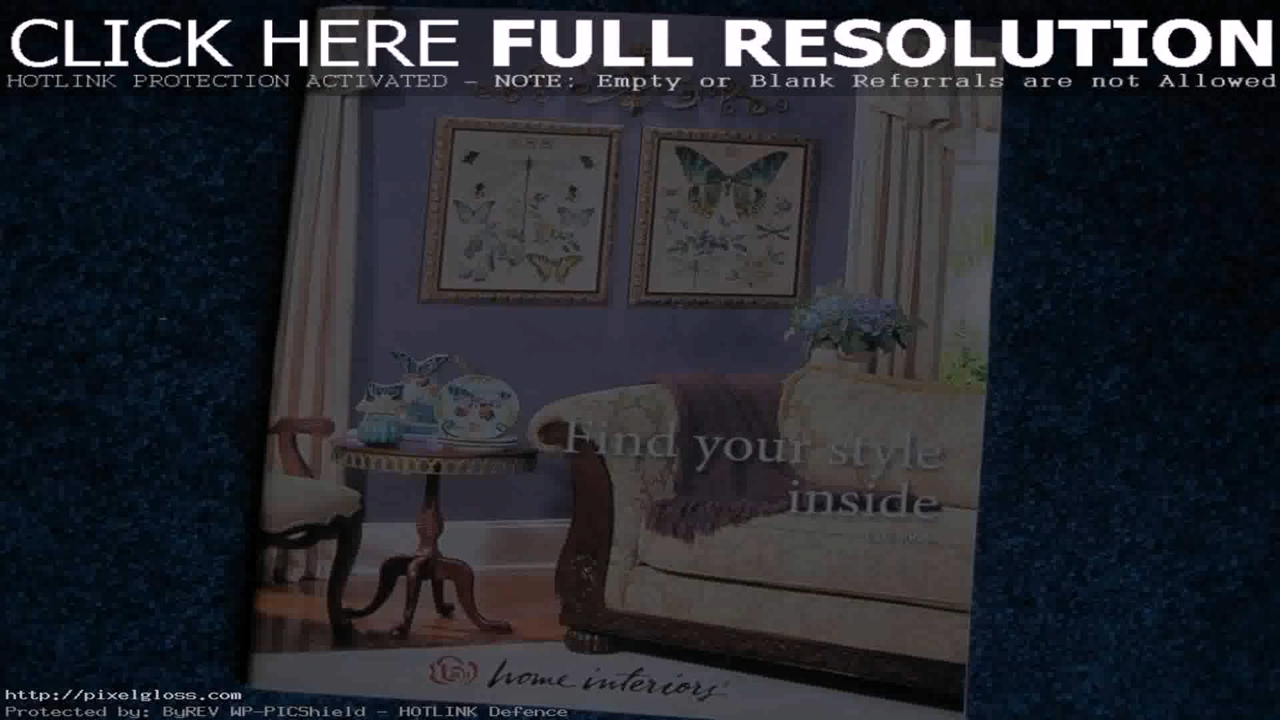 CLICK HERE FULL RESOLUTION
HOTLINK PROTECTION ACTIVATED - NOTE: Empty or Blank Referrals are not Allowed
Find your style
inside
home interiors
http://pixelgloss.com
Protected by: ByREV WP-PICShield - HOTLINK Defence